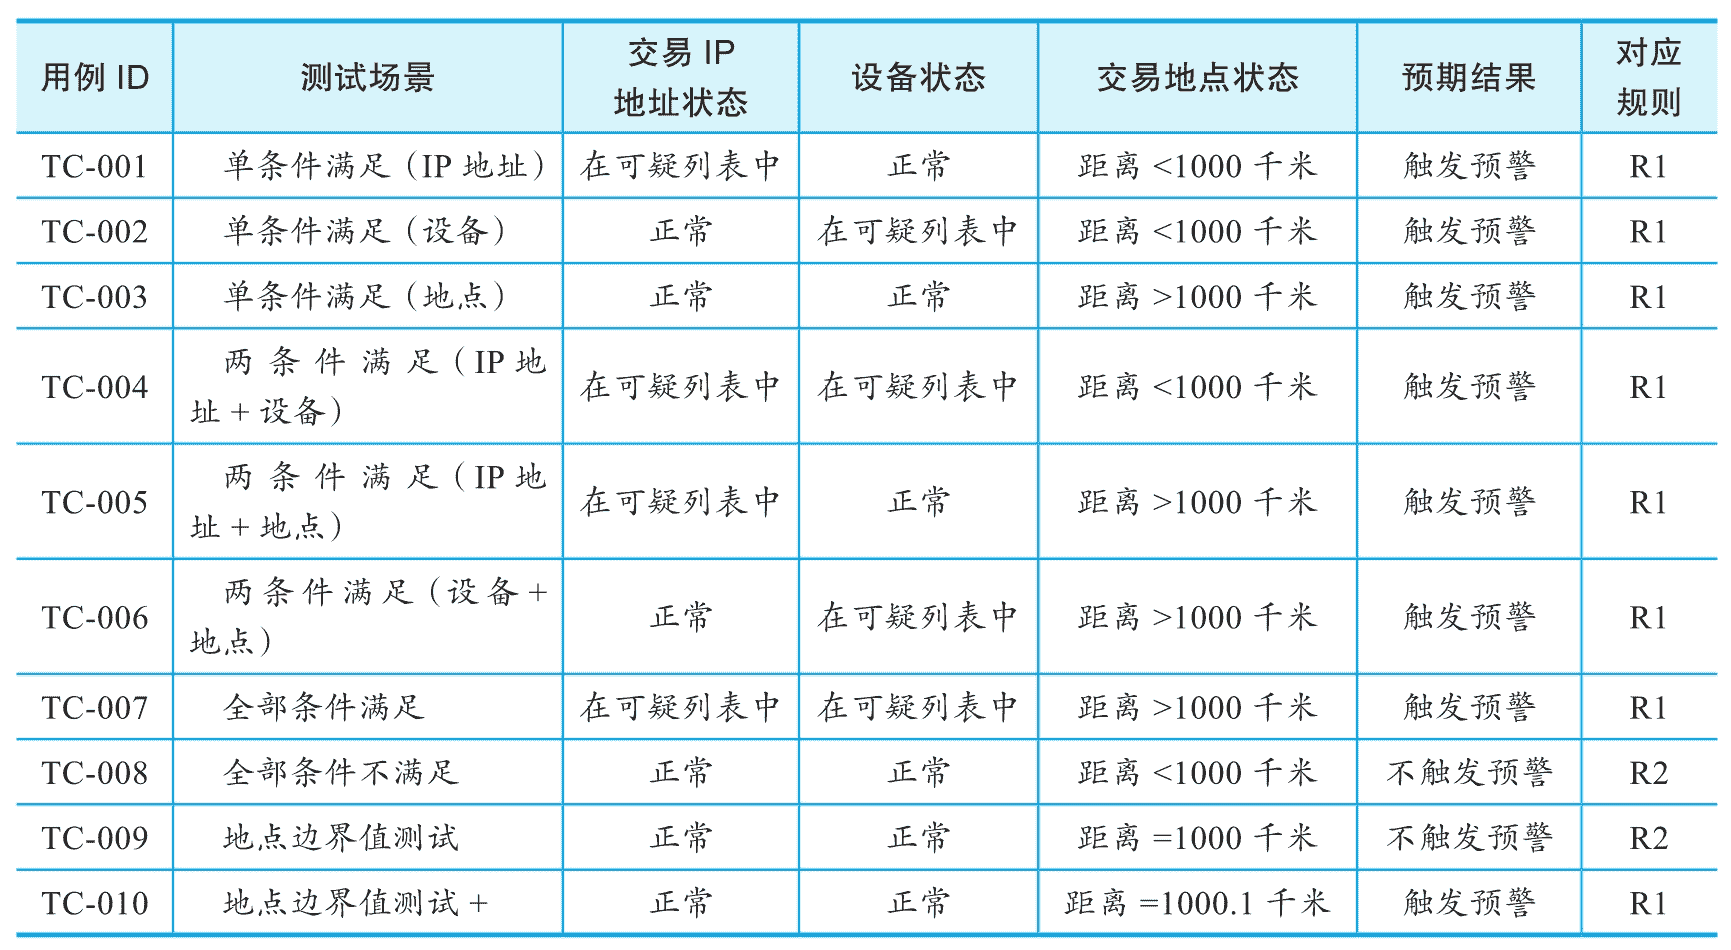 用例 ID 测试场景 交易 IP 地址状态 设备状态 交易地点状态 预期结果 对应规则
TC-001 单条件满足（IP 地址） 在可疑列表中 正常 距离 <1000 千米 触发预警 R1
TC-002 单条件满足（设备） 正常 在可疑列表中 距离 <1000 千米 触发预警 R1
TC-003 单条件满足（地点） 正常 正常 距离 >1000 千米 触发预警 R1
TC-004 两条件满足（IP 地址 + 设备） 在可疑列表中 在可疑列表中 距离 <1000 千米 触发预警 R1
TC-005 两条件满足（IP 地址 + 地点） 在可疑列表中 正常 距离 >1000 千米 触发预警 R1
TC-006 两条件满足（设备 + 地点） 正常 在可疑列表中 距离 >1000 千米 触发预警 R1
TC-007 全部条件满足 在可疑列表中 在可疑列表中 距离 >1000 千米 触发预警 R1
TC-008 全部条件不满足 正常 正常 距离 <1000 千米 不触发预警 R2
TC-009 地点边界值测试 正常 正常 距离 =1000 千米 不触发预警 R2
TC-010 地点边界值测试 + 正常 正常 距离 =1000.1 千米 触发预警 R1